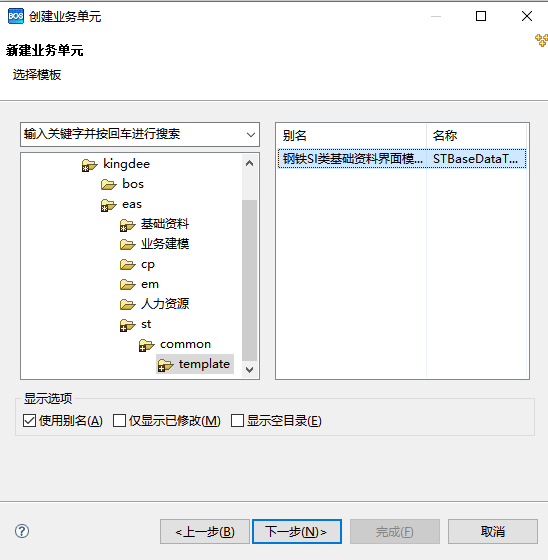 BOS 创建业务单元
新建业务单元
选择模板
输入关键字并按回车进行搜索
kingdee
bos
eas
基础资料
业务建模
cp
em
人力资源
st
common
template
别名 名称
钢铁SI类基础资料界面模... STBaseDataT...
显示选项
使用别名(A) 仅显示已修改(M) 显示空目录(E)
? <上一步(B) 下一步(N)> 完成(F) 取消